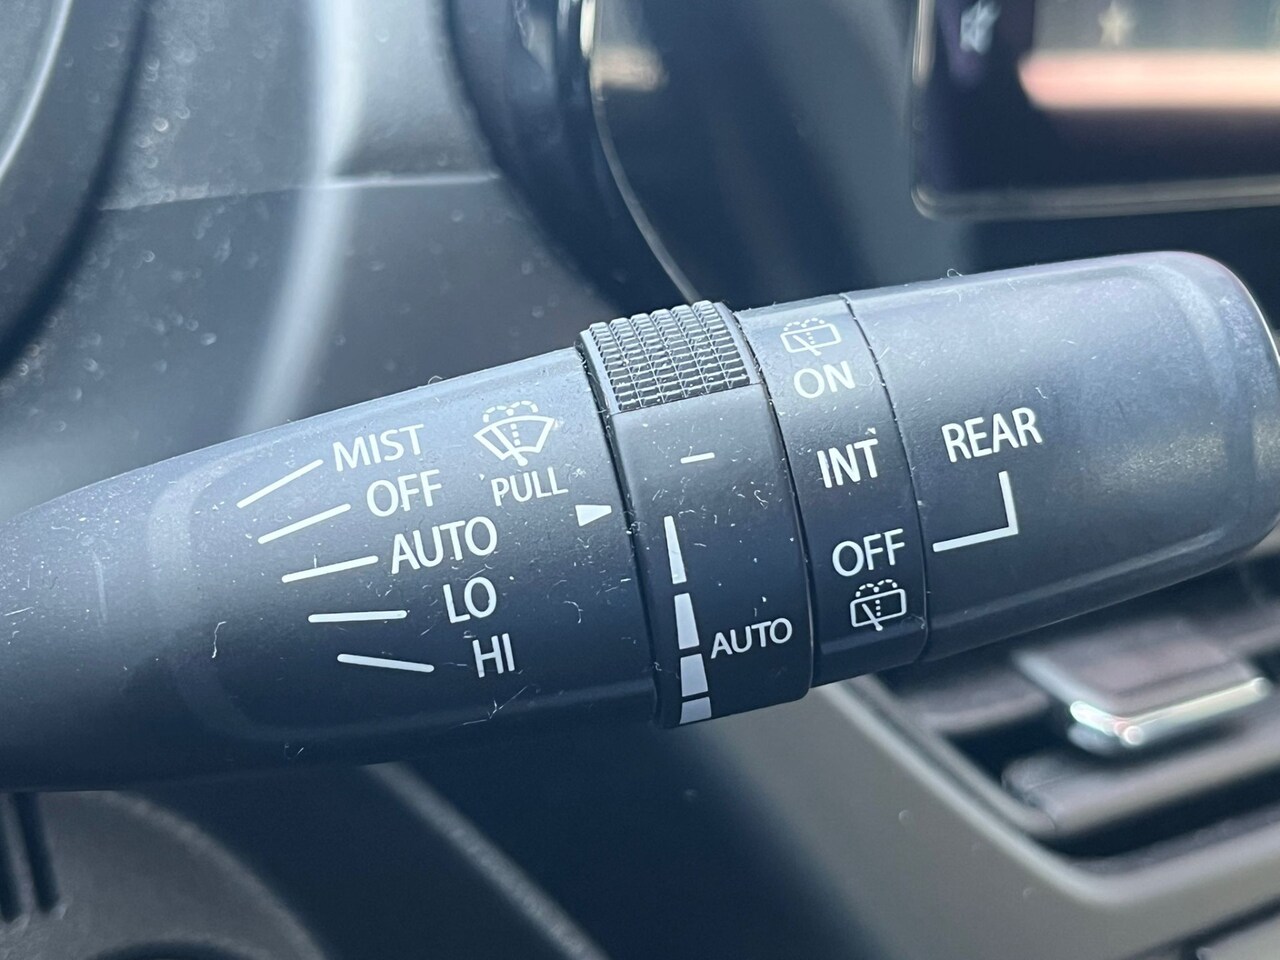 MIST
OFF
AUTO
LO
HI
PULL
AUTO
ON
INT
OFF
REAR